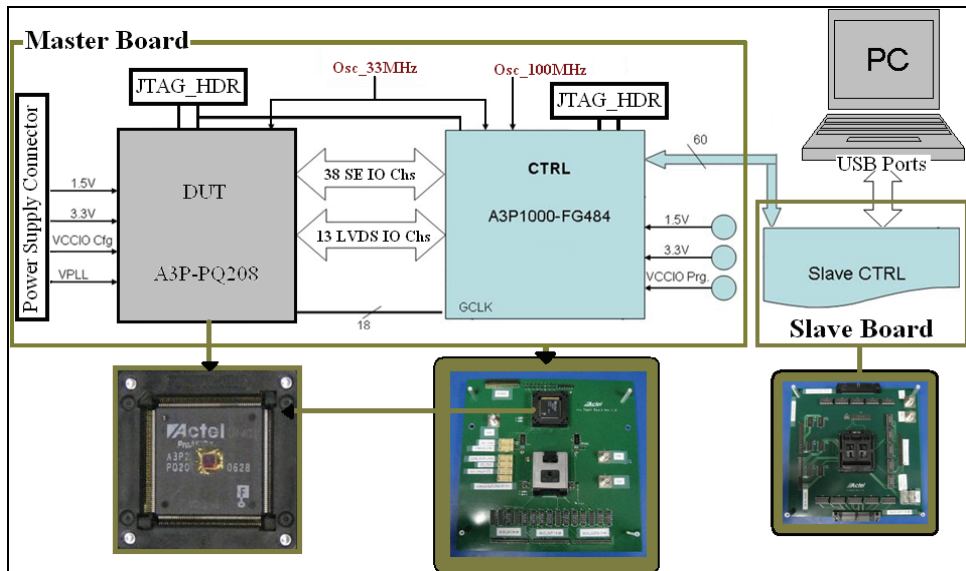 Master Board
Osc_33MHz
Osc_100MHz
PC
JTAG_HDR
JTAG_HDR
Power Supply Connector
1.5V
3.3V
VCCIO Cfg
VPLL
DUT
A3P-PQ208
38 SE IO Chs
13 LVDS IO Chs
18
CTRL
A3P1000-FG484
GCLK
60
1.5V
3.3V
VCCIO Prg.
USB Ports
Slave CTRL
Slave Board
Actel
A3P2
PQ20
0628
F
Actel
Actel